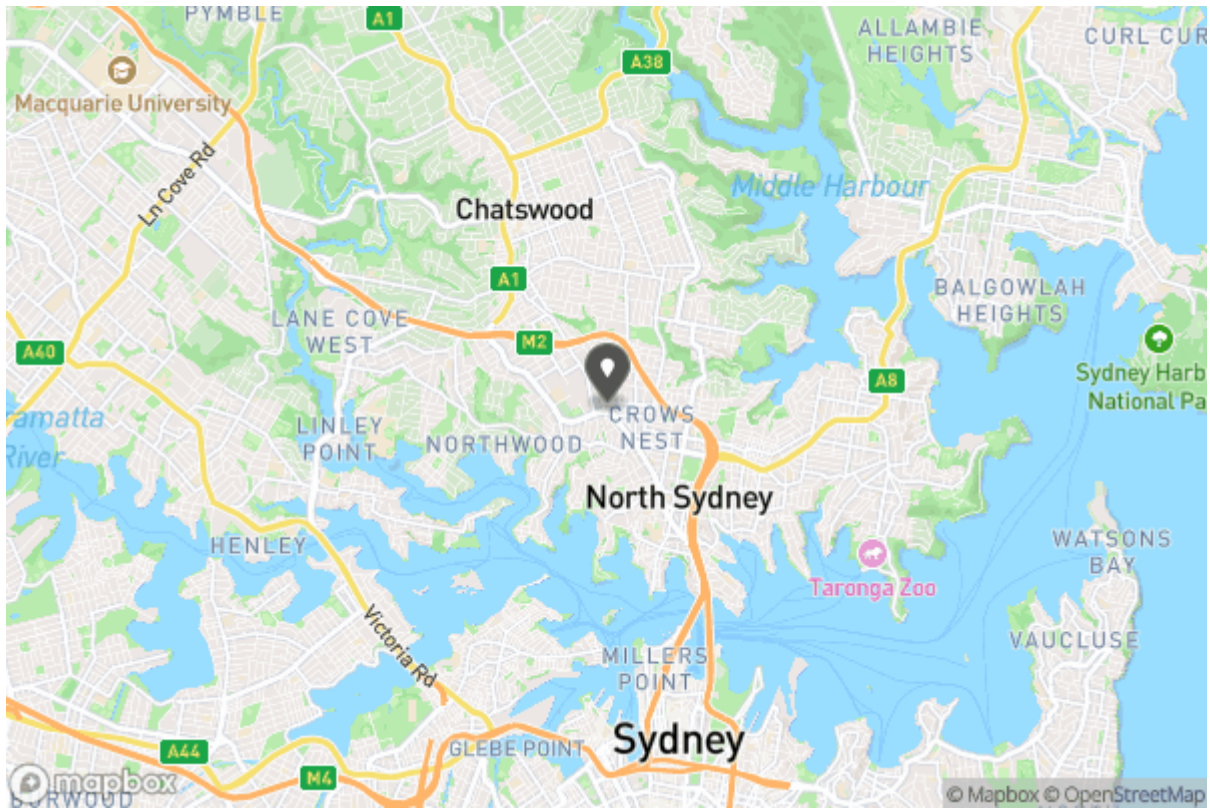 PYMBLE
A1
ALLAMBIE
HEIGHTS
CURL CUR
A38
Macquarie University
Ln Cove Rd
Middle Harbour
Chatswood
A1
BALGOWLAH
HEIGHTS
LANE COVE
WEST
M2
A40
A8
Sydney Harb
National Pa
ramatta
River
CROWS
NEST
LINLEY
POINT
NORTHWOOD
North Sydney
HENLEY
WATSONS
BAY
Taronga Zoo
Victoria Rd
VAUCLUSE
MILLERS
POINT
Sydney
GLEBE POINT
A44
M4
mapbox
BURWOOD
© Mapbox © OpenStreetMap